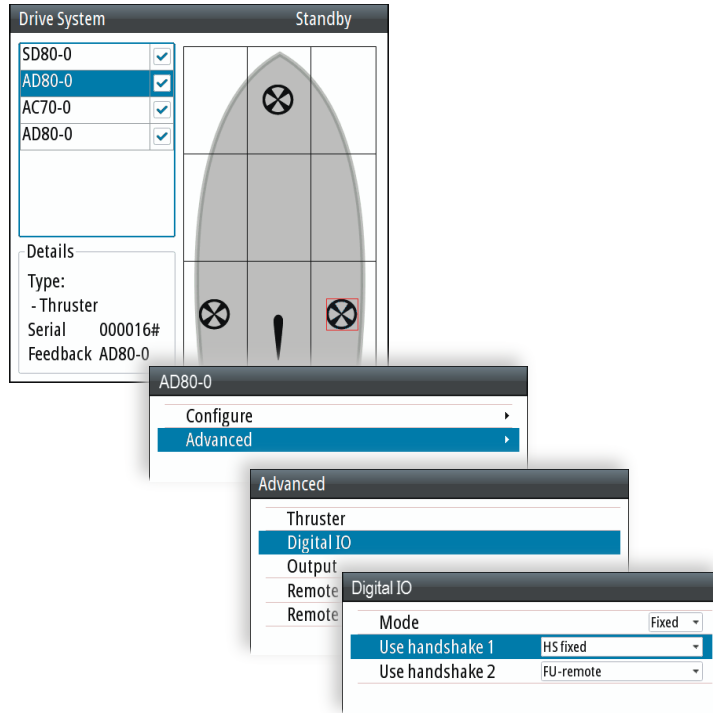 Drive System Standby
SD80-0
AD80-0
AC70-0
AD80-0
Details
Type:
- Thruster
Serial 000016#
Feedback AD80-0
AD80-0
Configure
Advanced
Advanced
Thruster
Digital IO
Output
Remote
Remote
Digital IO
Mode Fixed
Use handshake 1 HS fixed
Use handshake 2 FU-remote